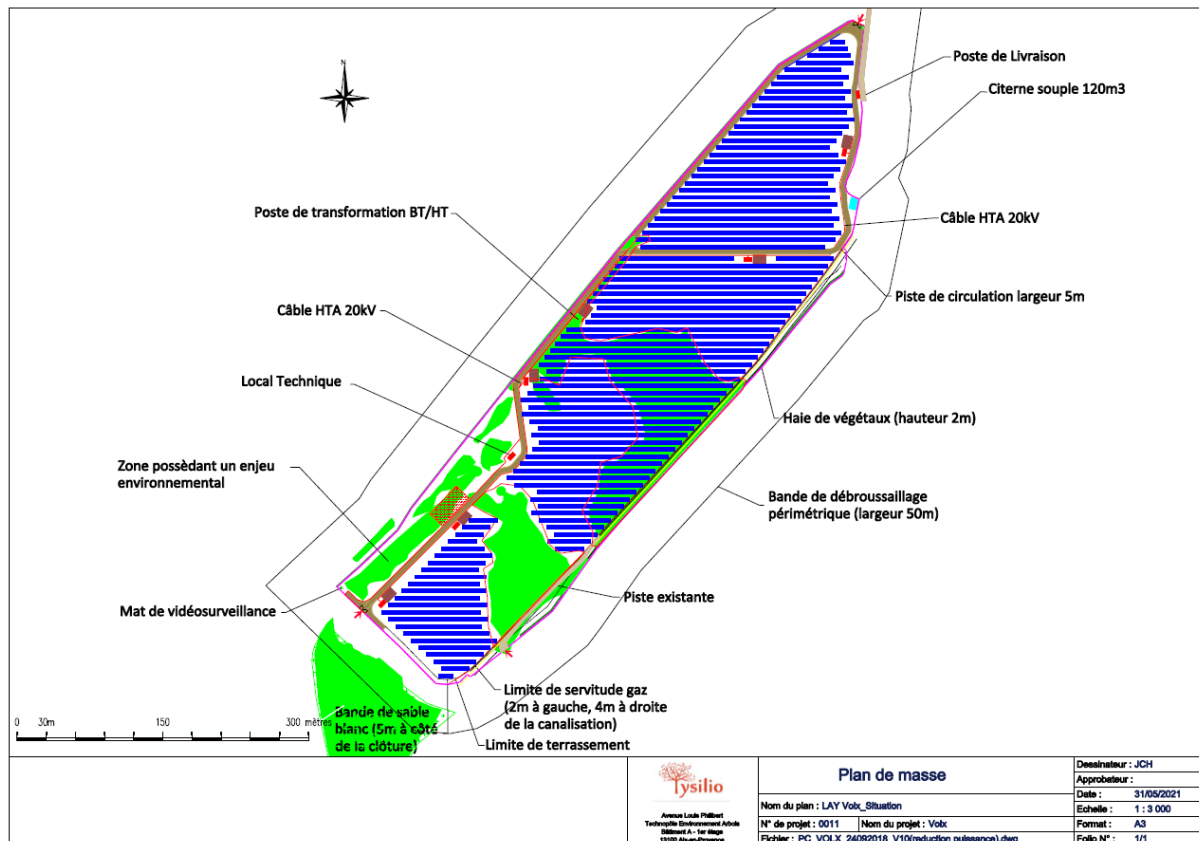 N
Poste de Livraison
Citerne souple 120m3
Poste de transformation BT/HT
Câble HTA 20kV
Piste de circulation largeur 5m
Câble HTA 20kV
Local Technique
Haie de végétaux (hauteur 2m)
Zone possèdant un enjeu
environnemental
Bande de débroussaillage
périmétrique (largeur 50m)
Mat de vidéosurveillance
Piste existante
Limite de servitude gaz
(2m à gauche, 4m à droite
de la canalisation)
Bande de sable
blanc (5m à côté
de la clôture)
Limite de terrassement
0 30m 150 300 mètres
Tysilio
Avenue Louis Philibert
Technopôle Environnement Arbois
Bâtiment A - 1er étage
Plan de masse
Nom du plan : LAY Volx_Situation
N° de projet : 0011 Nom du projet : Volx
Fichier : PC_VOLX_24092018_V10(reduction puissance).dwg
Dessinateur : JCH
Approbateur :
Date : 31/05/2021
Echelle : 1 : 3 000
Format : A3
Folio N° : 1/1